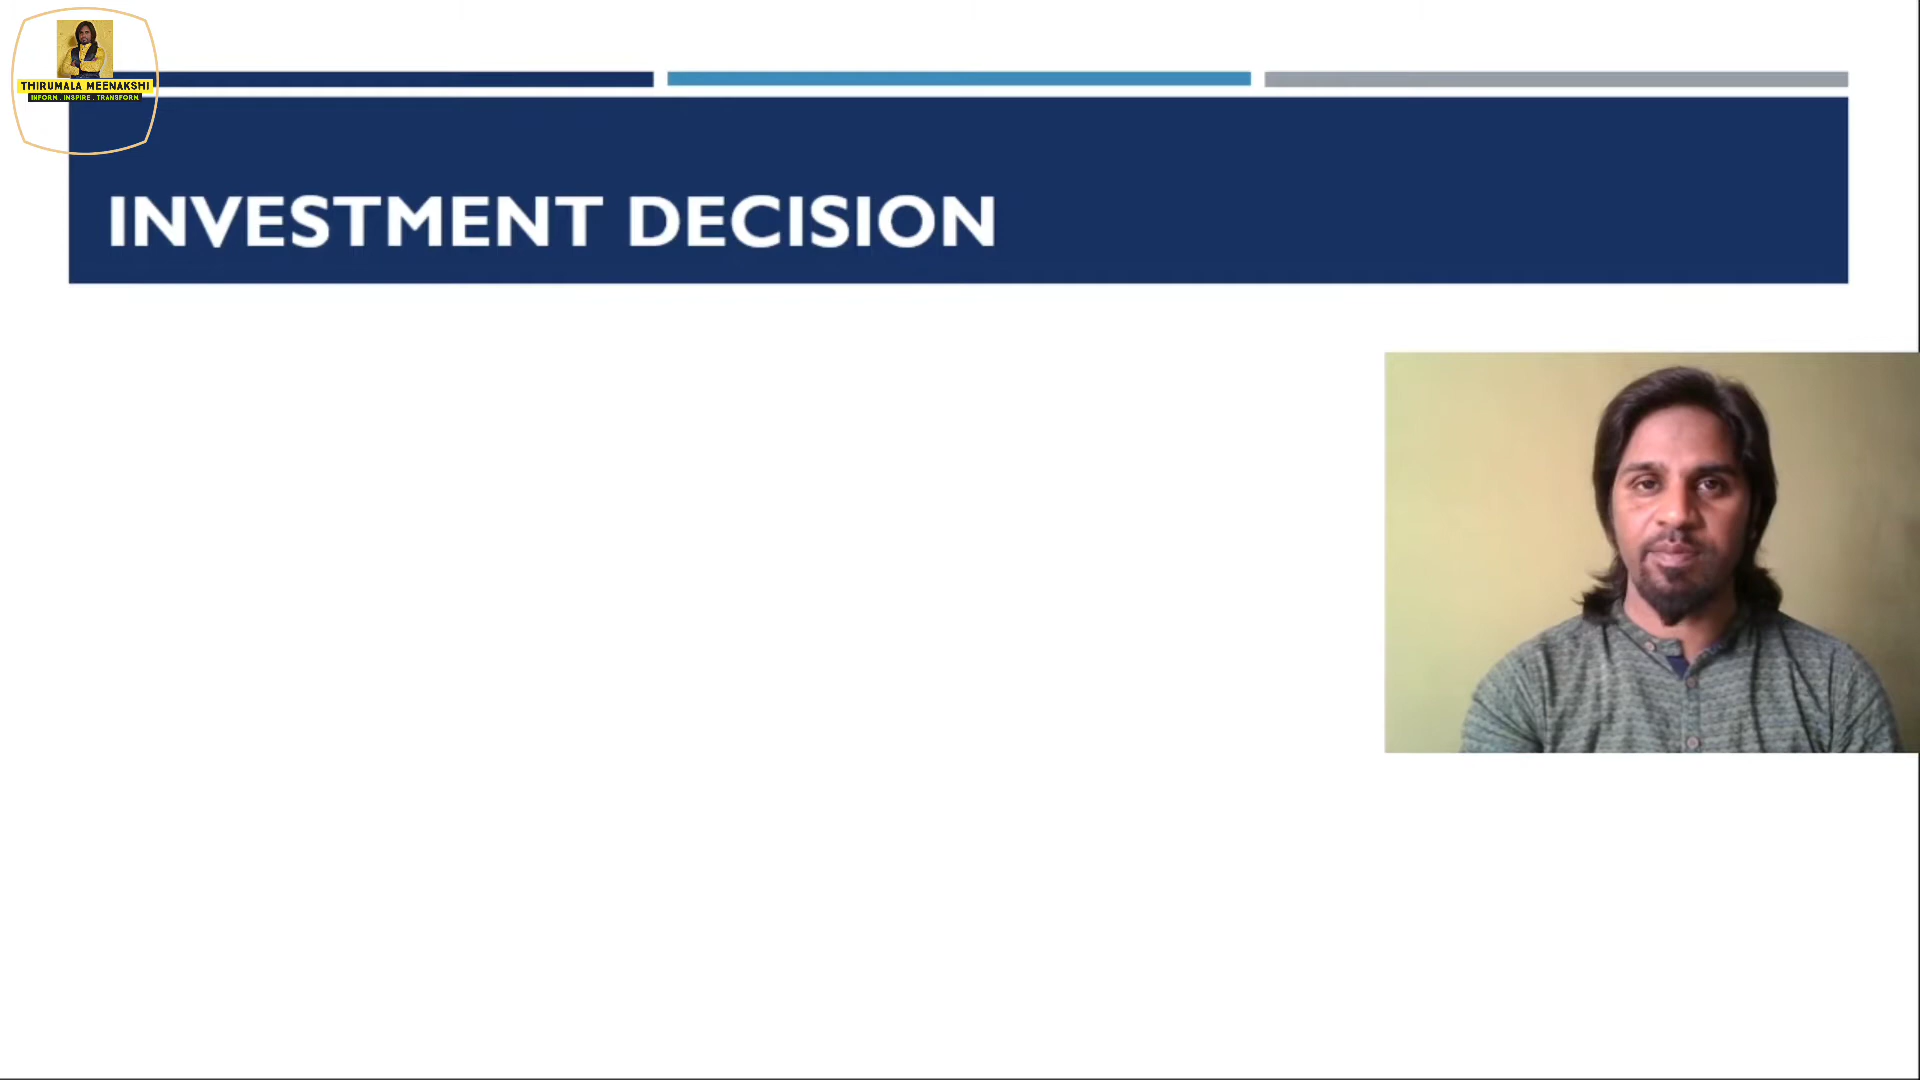 THIRUMALA MEENAKSHI
INFORM . INSPIRE . TRANSFORM.
INVESTMENT DECISION